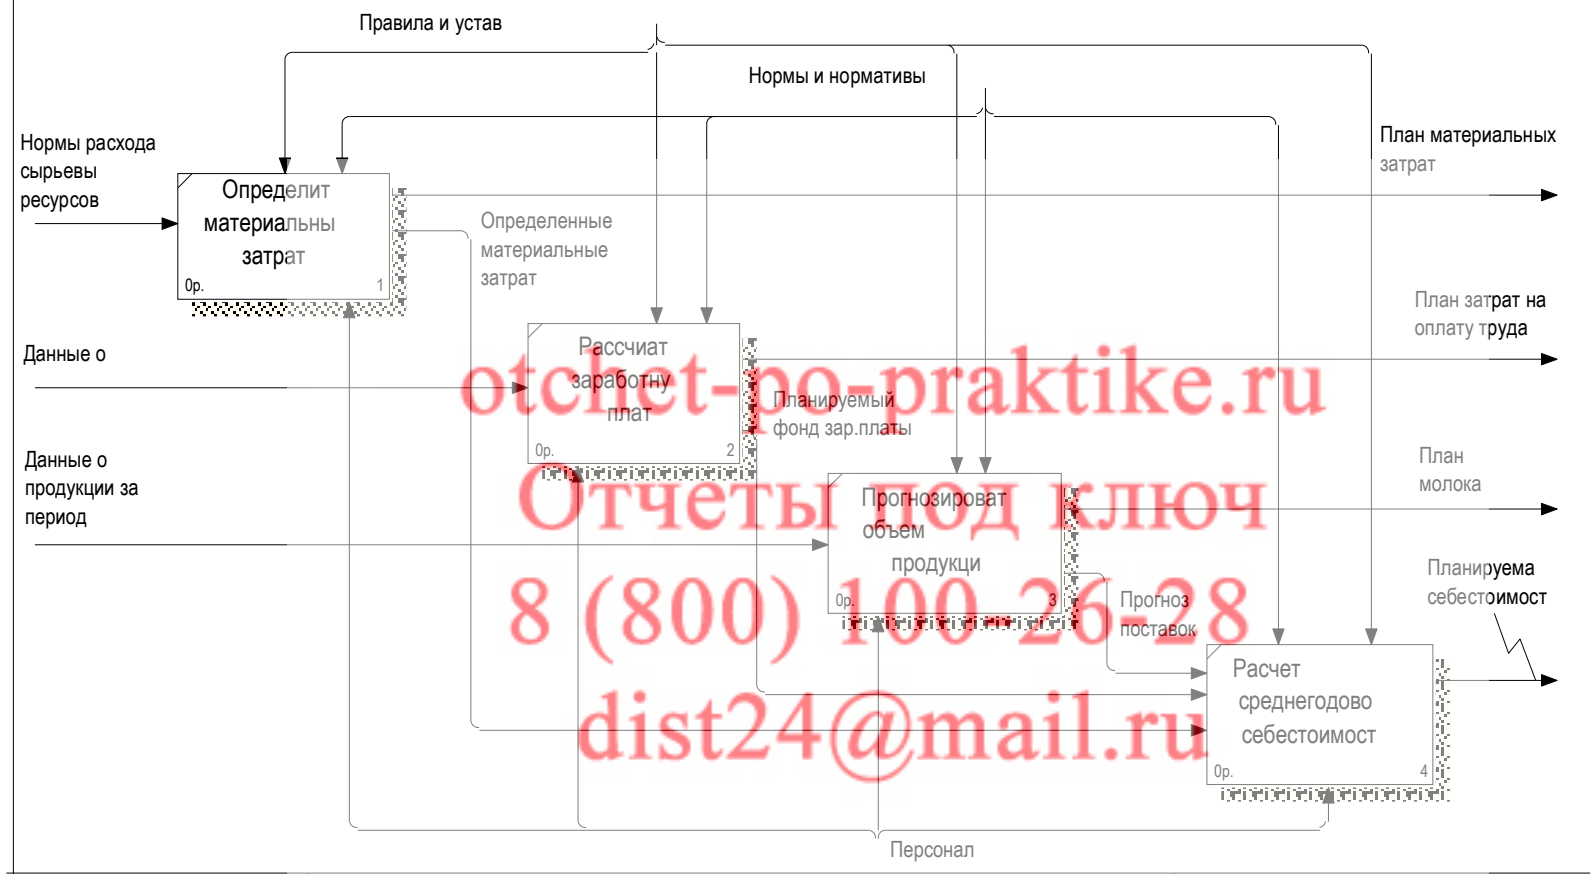 Правила и устав
Нормы и нормативы
Нормы расхода
сырьевы
ресурсов
План материальных
затрат
Определит
материальны
затрат
0р.
1
Определенные
материальные
затрат
План затрат на
оплату труда
Данные о
Рассчиат
заработну
плат
0р.
2
otchet-po-praktike.ru
Планируемый
фонд зар.платы
Данные о
продукции за
период
План
молока
Прогнозироват
объем
продукци
0р.
3
Отчеты под ключ
Планируема
себестоимост
Прогноз
поставок
8 (800) 100-26-28
Расчет
среднегодово
себестоимост
0р.
4
dist24@mail.ru
Персонал